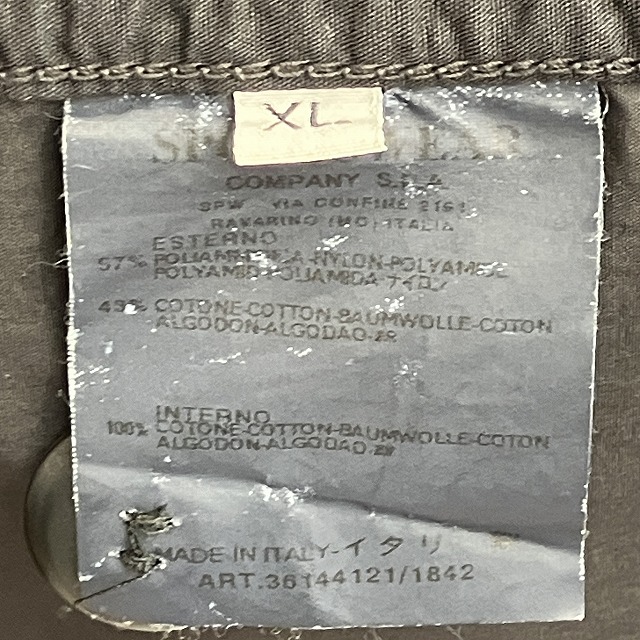 XL
COMPANY S.P.A.
SPW VIA CONFINE 2161
RAVARINO (MO) ITALIA
ESTERNO
57% POLIAMMIDICA-NYLON-POLYAMIDE
POLYAMID-POLIAMIDA-ナイロン
43% COTONE-COTTON-BAUMWOLLE-COTON
ALGODON-ALGODAO-綿
INTERNO
100% COTONE-COTTON-BAUMWOLLE-COTON
ALGODON-ALGODAO-綿
MADE IN ITALY-イタリ
ART.36144121/1842